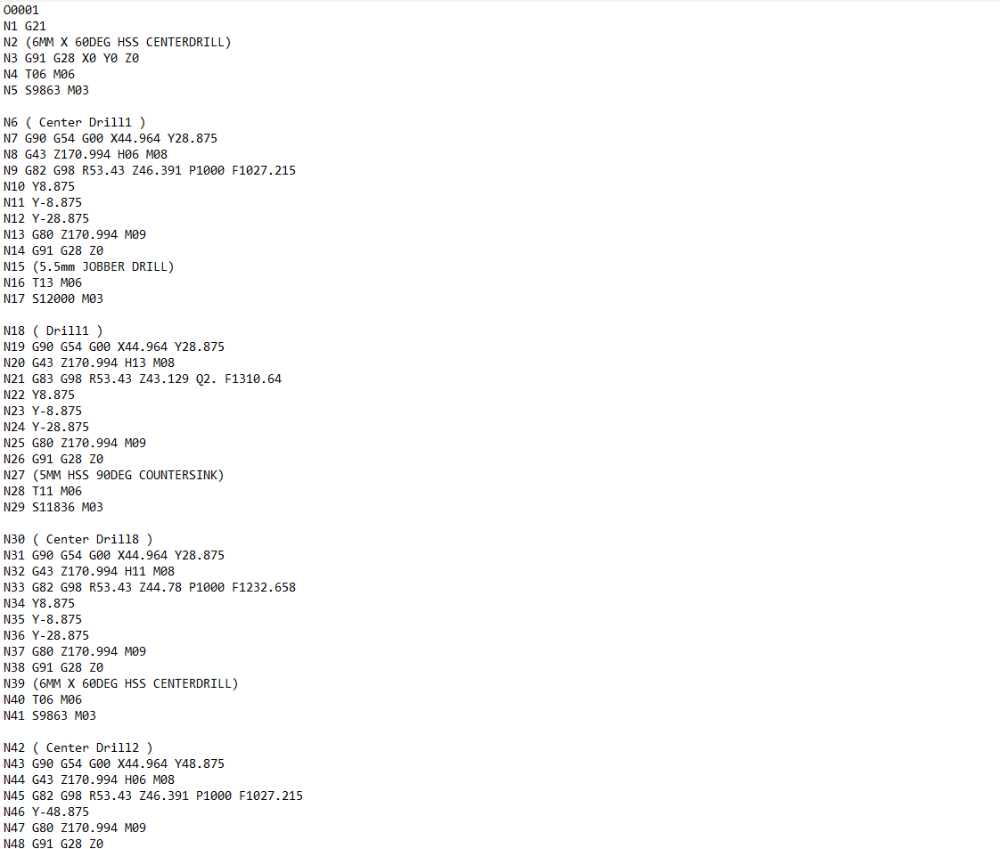 O0001
N1 G21
N2 (6MM X 60DEG HSS CENTERDRILL)
N3 G91 G28 X0 Y0 Z0
N4 T06 M06
N5 S9863 M03

N6 ( Center Drill1 )
N7 G90 G54 G00 X44.964 Y28.875
N8 G43 Z170.994 H06 M08
N9 G82 G98 R53.43 Z46.391 P1000 F1027.215
N10 Y8.875
N11 Y-8.875
N12 Y-28.875
N13 G80 Z170.994 M09
N14 G91 G28 Z0
N15 (5.5mm JOBBER DRILL)
N16 T13 M06
N17 S12000 M03

N18 ( Drill1 )
N19 G90 G54 G00 X44.964 Y28.875
N20 G43 Z170.994 H13 M08
N21 G83 G98 R53.43 Z43.129 Q2. F1310.64
N22 Y8.875
N23 Y-8.875
N24 Y-28.875
N25 G80 Z170.994 M09
N26 G91 G28 Z0
N27 (5MM HSS 90DEG COUNTERSINK)
N28 T11 M06
N29 S11836 M03

N30 ( Center Drill8 )
N31 G90 G54 G00 X44.964 Y28.875
N32 G43 Z170.994 H11 M08
N33 G82 G98 R53.43 Z44.78 P1000 F1232.658
N34 Y8.875
N35 Y-8.875
N36 Y-28.875
N37 G80 Z170.994 M09
N38 G91 G28 Z0
N39 (6MM X 60DEG HSS CENTERDRILL)
N40 T06 M06
N41 S9863 M03

N42 ( Center Drill2 )
N43 G90 G54 G00 X44.964 Y48.875
N44 G43 Z170.994 H06 M08
N45 G82 G98 R53.43 Z46.391 P1000 F1027.215
N46 Y-48.875
N47 G80 Z170.994 M09
N48 G91 G28 Z0